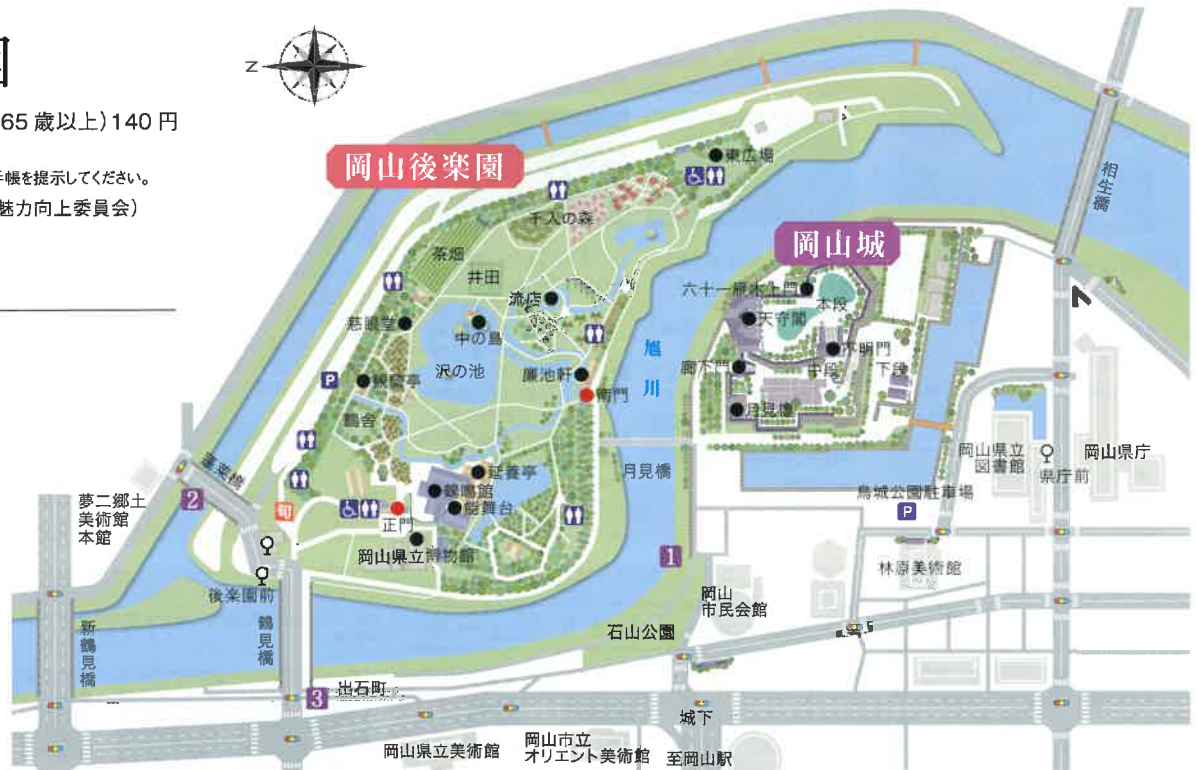 65歳以上)140円
手帳を提示してください。
魅力向上委員会)
N
岡山後楽園
東広場
千入の森
茶畑
井田
流店
慈眼堂
中の島
沢の池
廉池軒
南門
P
観騎亭
鶴舎
延養亭
鶴鳴館
栄唱の間
能舞台
旬
正門
岡山県立博物館
後楽園前
蓬莱橋
2
夢二郷土
美術館
本館
新鶴見橋
鶴見橋
旭川
月見橋
岡山城
六十一雁木上門
本段
天守閣
不明門
廊下門
中段
下段
月見櫓
相生橋
岡山県立
図書館
県庁前
岡山県庁
烏城公園駐車場
P
林原美術館
1
岡山
市民会館
石山公園
3
出石町
城下
岡山県立美術館
岡山市立
オリエント美術館
至岡山駅